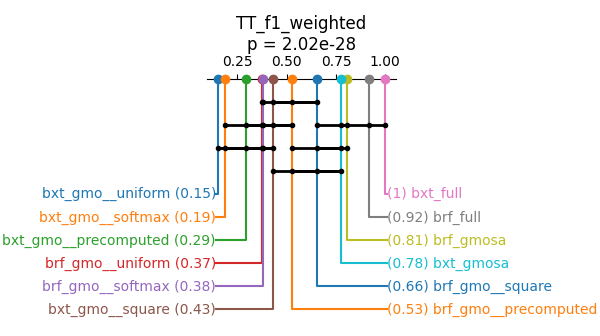 TT_f1_weighted
p = 2.02e-28
0.25 0.50 0.75 1.00
bxt_gmo__uniform (0.15) (1) bxt_full
bxt_gmo__softmax (0.19) (0.92) brf_full
bxt_gmo__precomputed (0.29) (0.81) brf_gmosa
brf_gmo__uniform (0.37) (0.78) bxt_gmosa
brf_gmo__softmax (0.38) (0.66) brf_gmo__square
bxt_gmo__square (0.43) (0.53) brf_gmo__precomputed